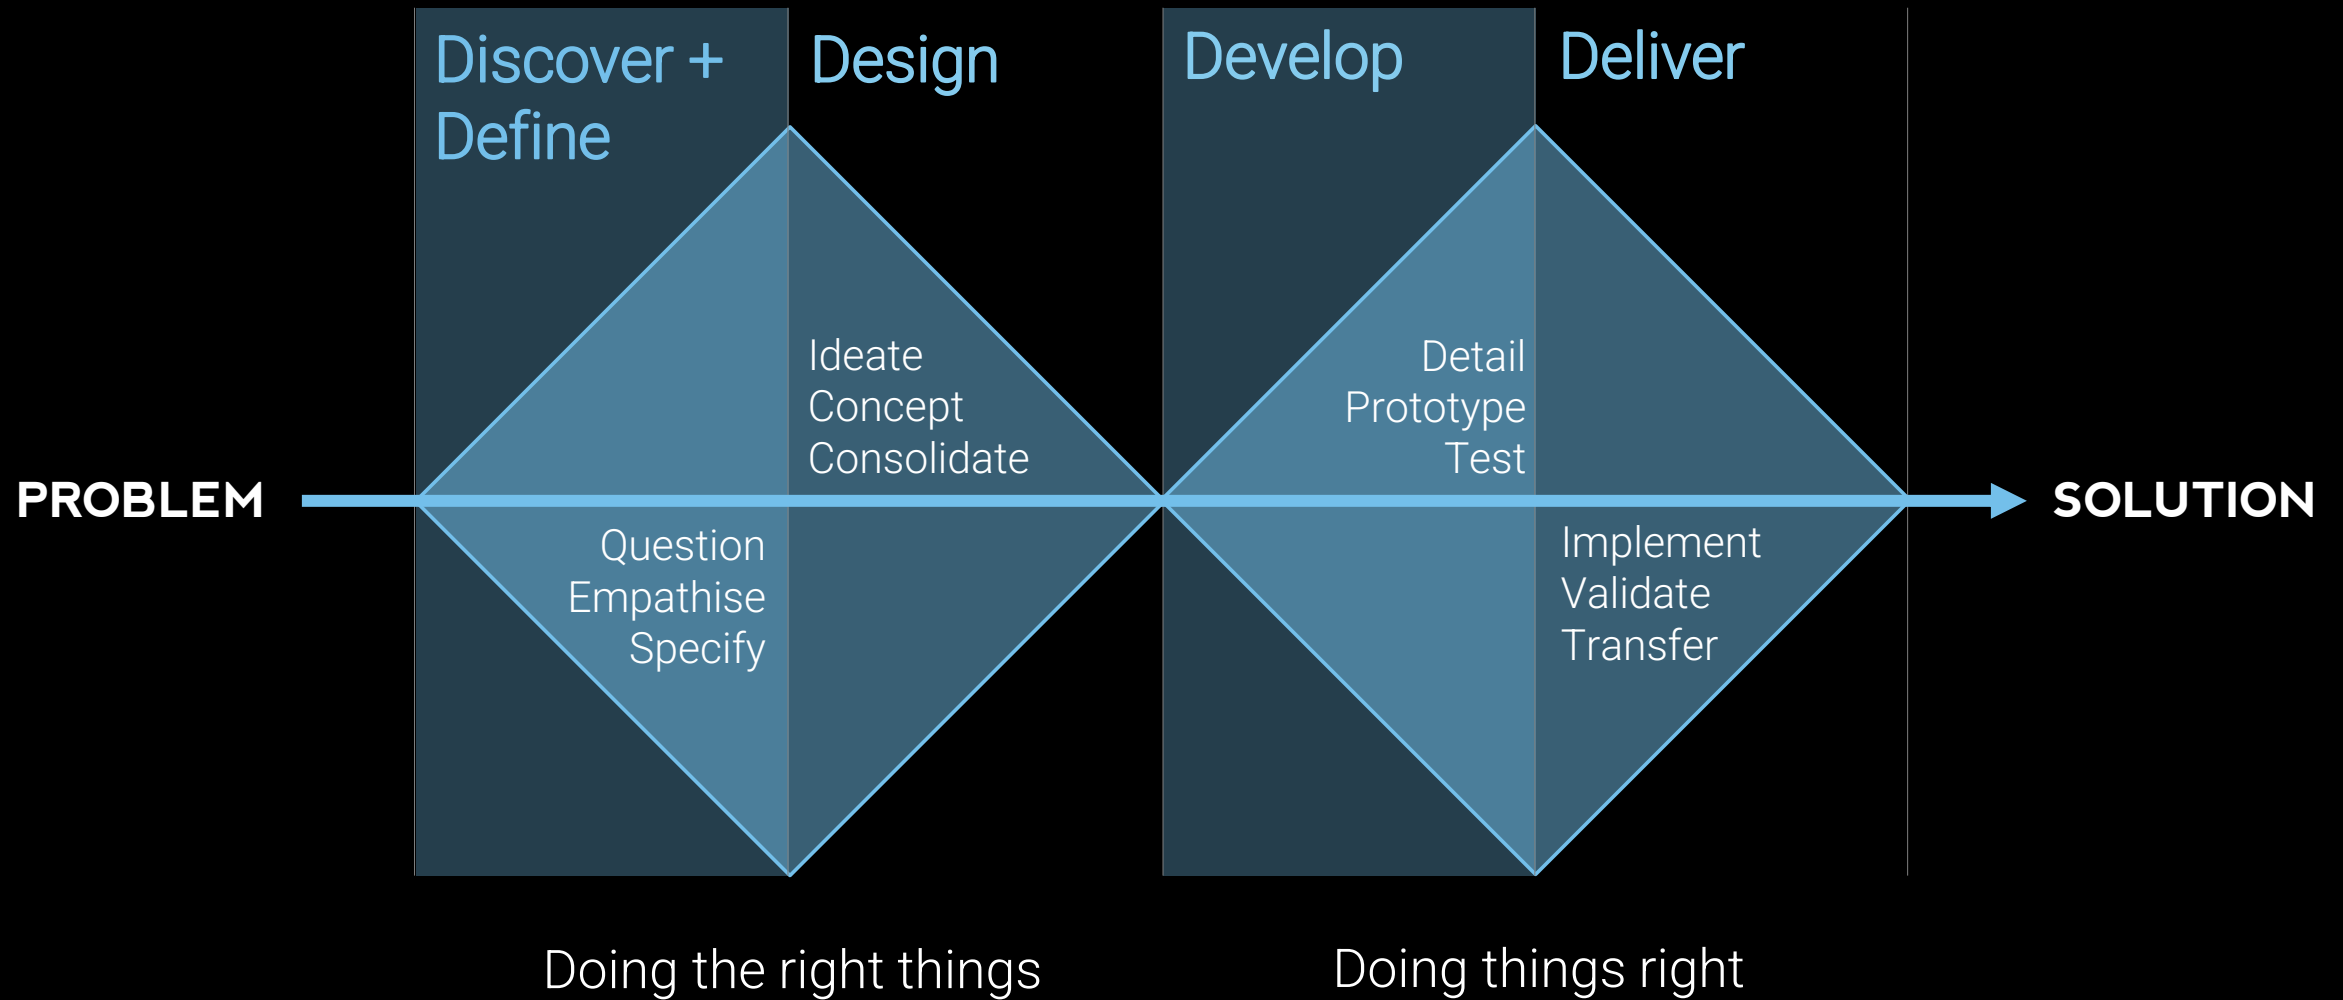 Discover +
Define
Design
Develop
Deliver
Ideate
Concept
Consolidate
Detail
Prototype
Test
PROBLEM
SOLUTION
Question
Empathise
Specify
Implement
Validate
Transfer
Doing the right things
Doing things right